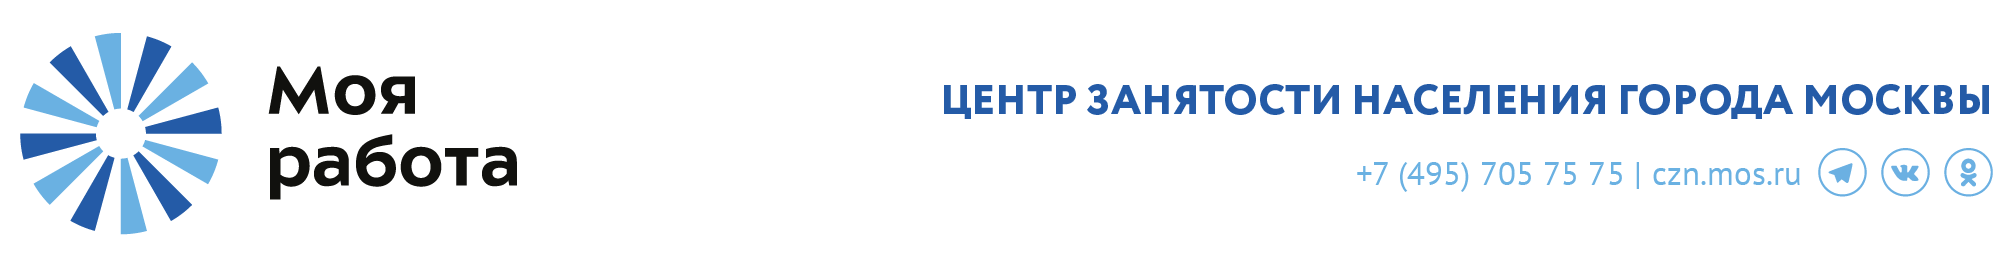 Моя
работа
ЦЕНТР ЗАНЯТОСТИ НАСЕЛЕНИЯ ГОРОДА МОСКВЫ
+7 (495) 705 75 75 | czn.mos.ru